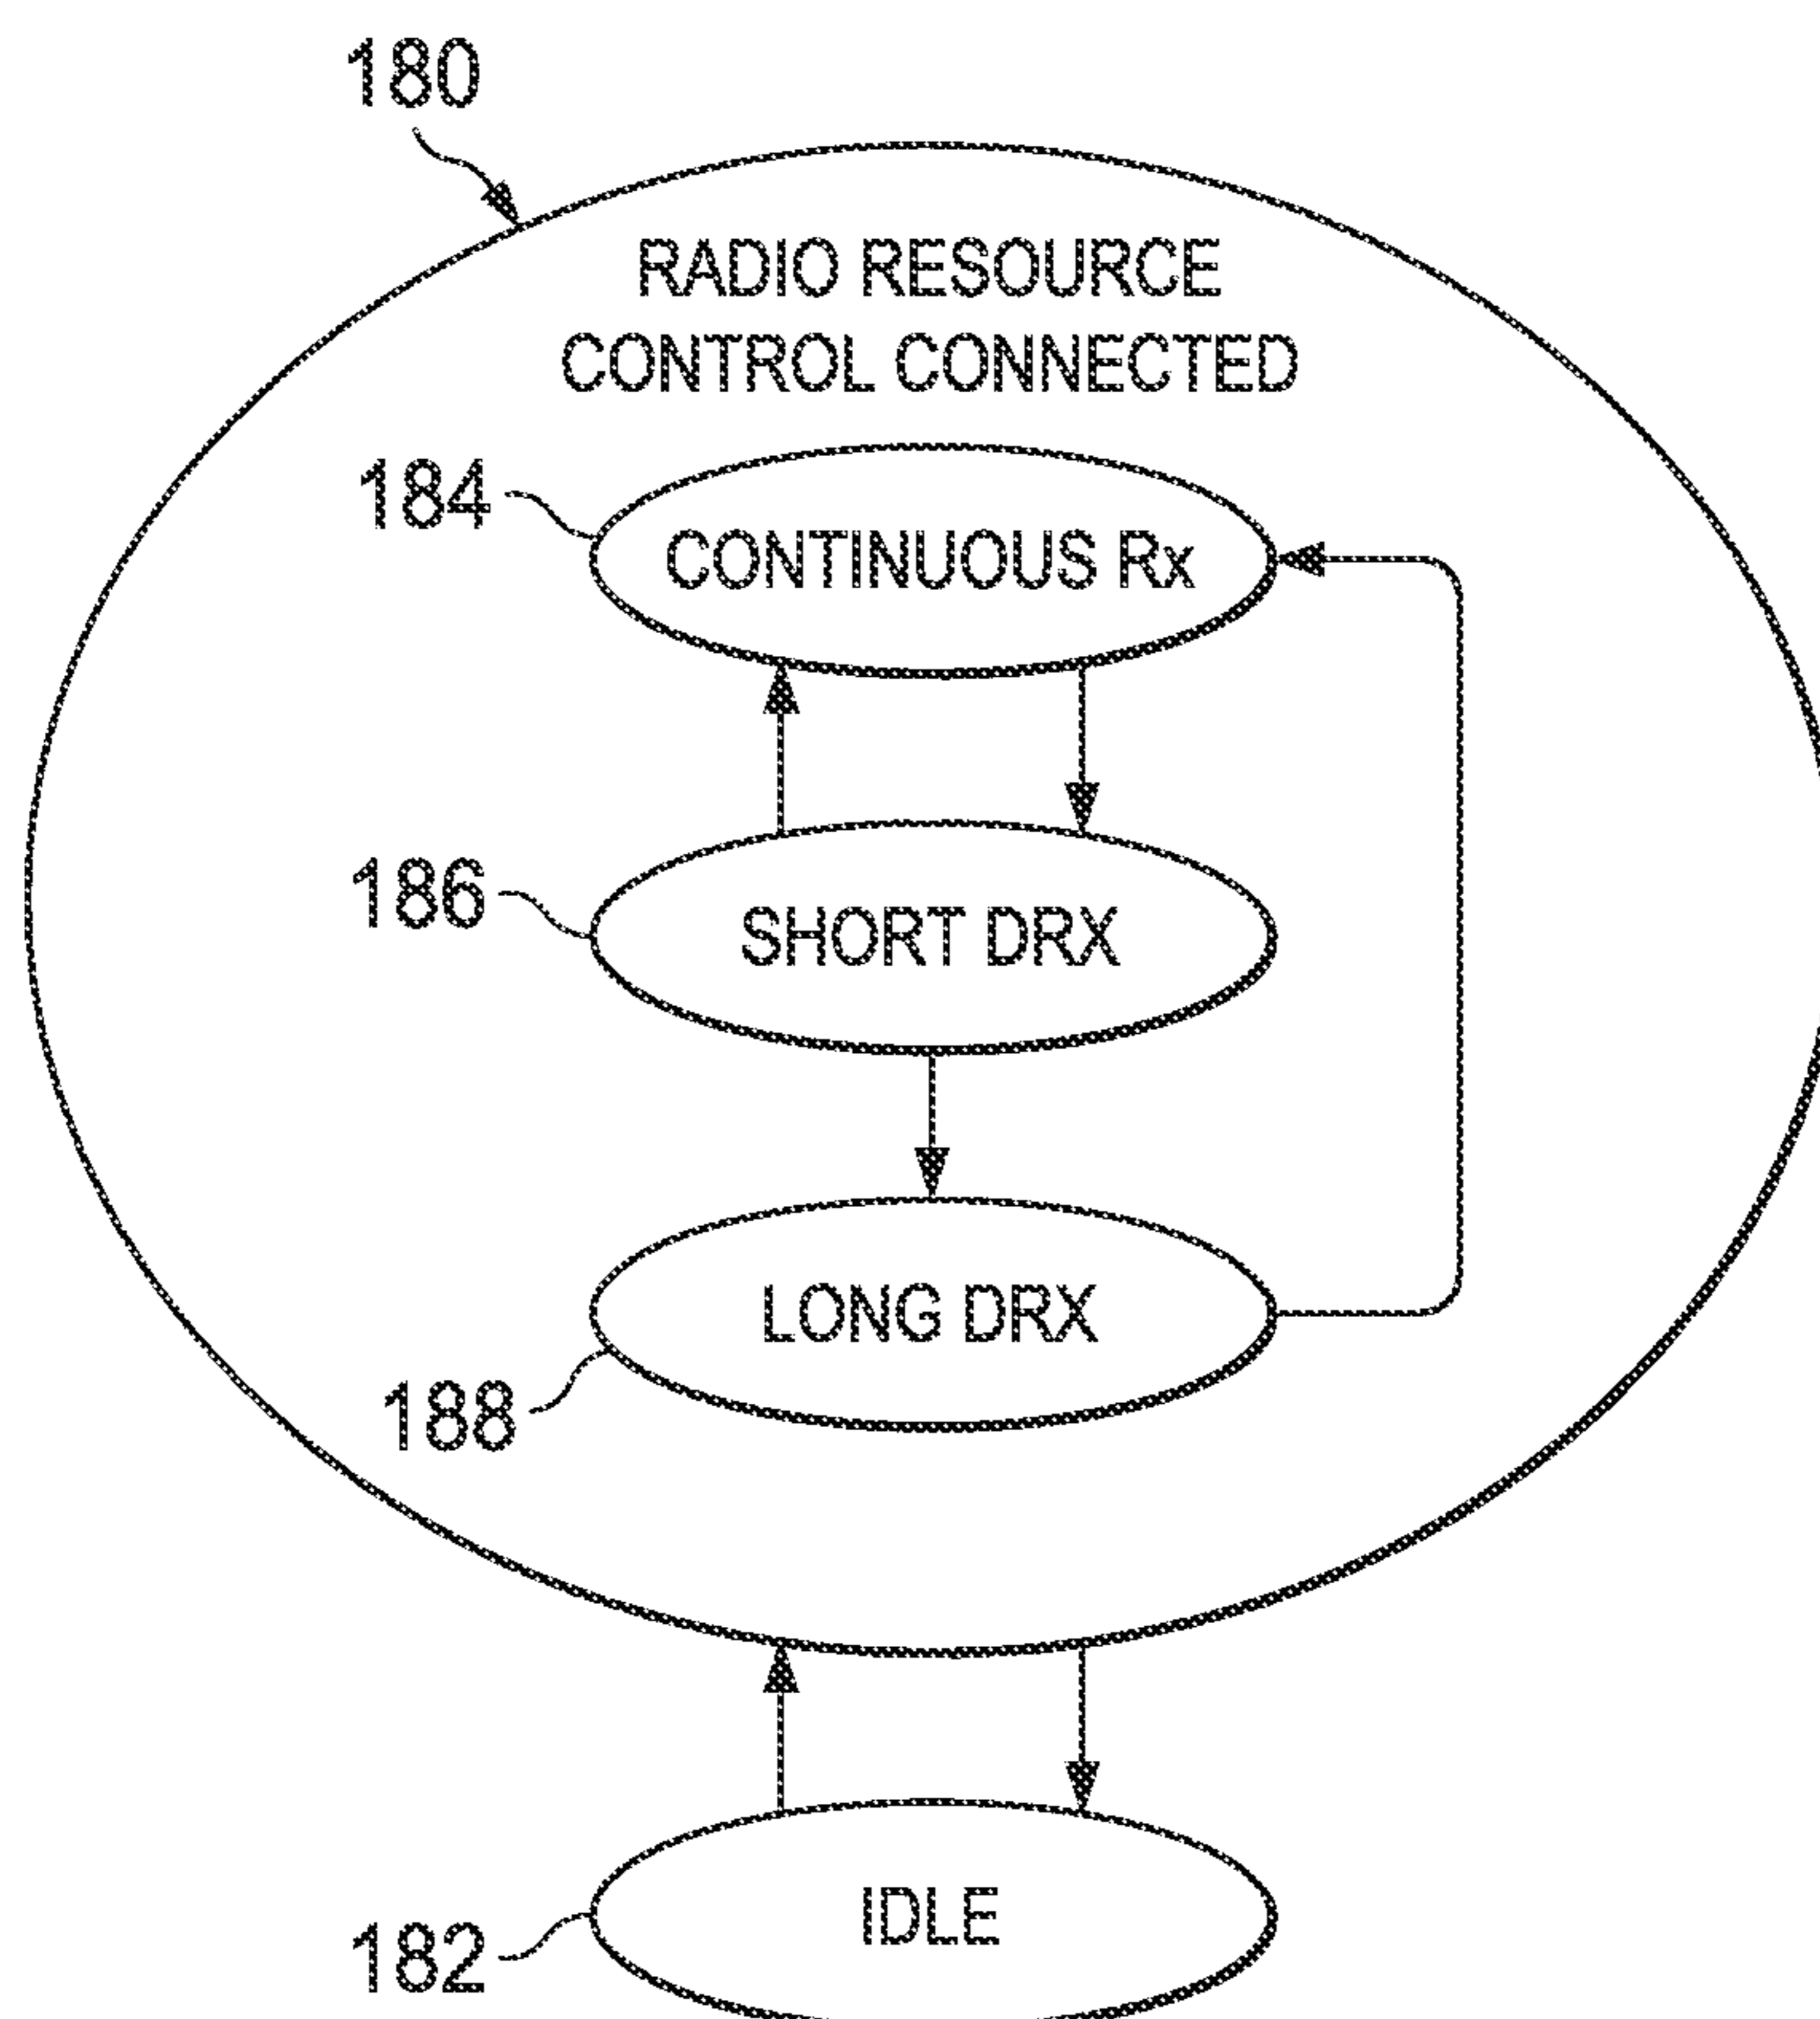 180
RADIO RESOURCE
CONTROL CONNECTED
184
CONTINUOUS Rx
186
SHORT DRX
LONG DRX
188
IDLE
182